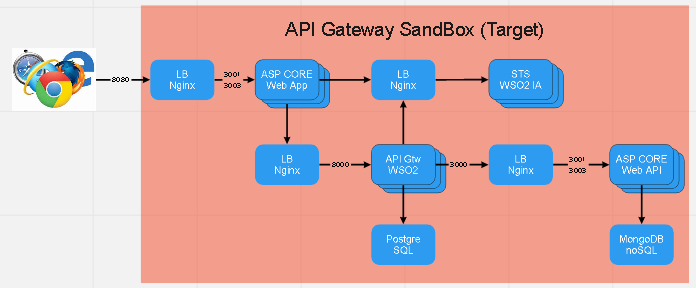 API Gateway SandBox (Target)
8080
LB
Nginx
3001
3003
ASP CORE
Web App
LB
Nginx
STS
WSO2 IA
LB
Nginx
8000
API Gtw
WSO2
3000
LB
Nginx
3001
3003
ASP CORE
Web API
Postgre
SQL
MongoDB
noSQL